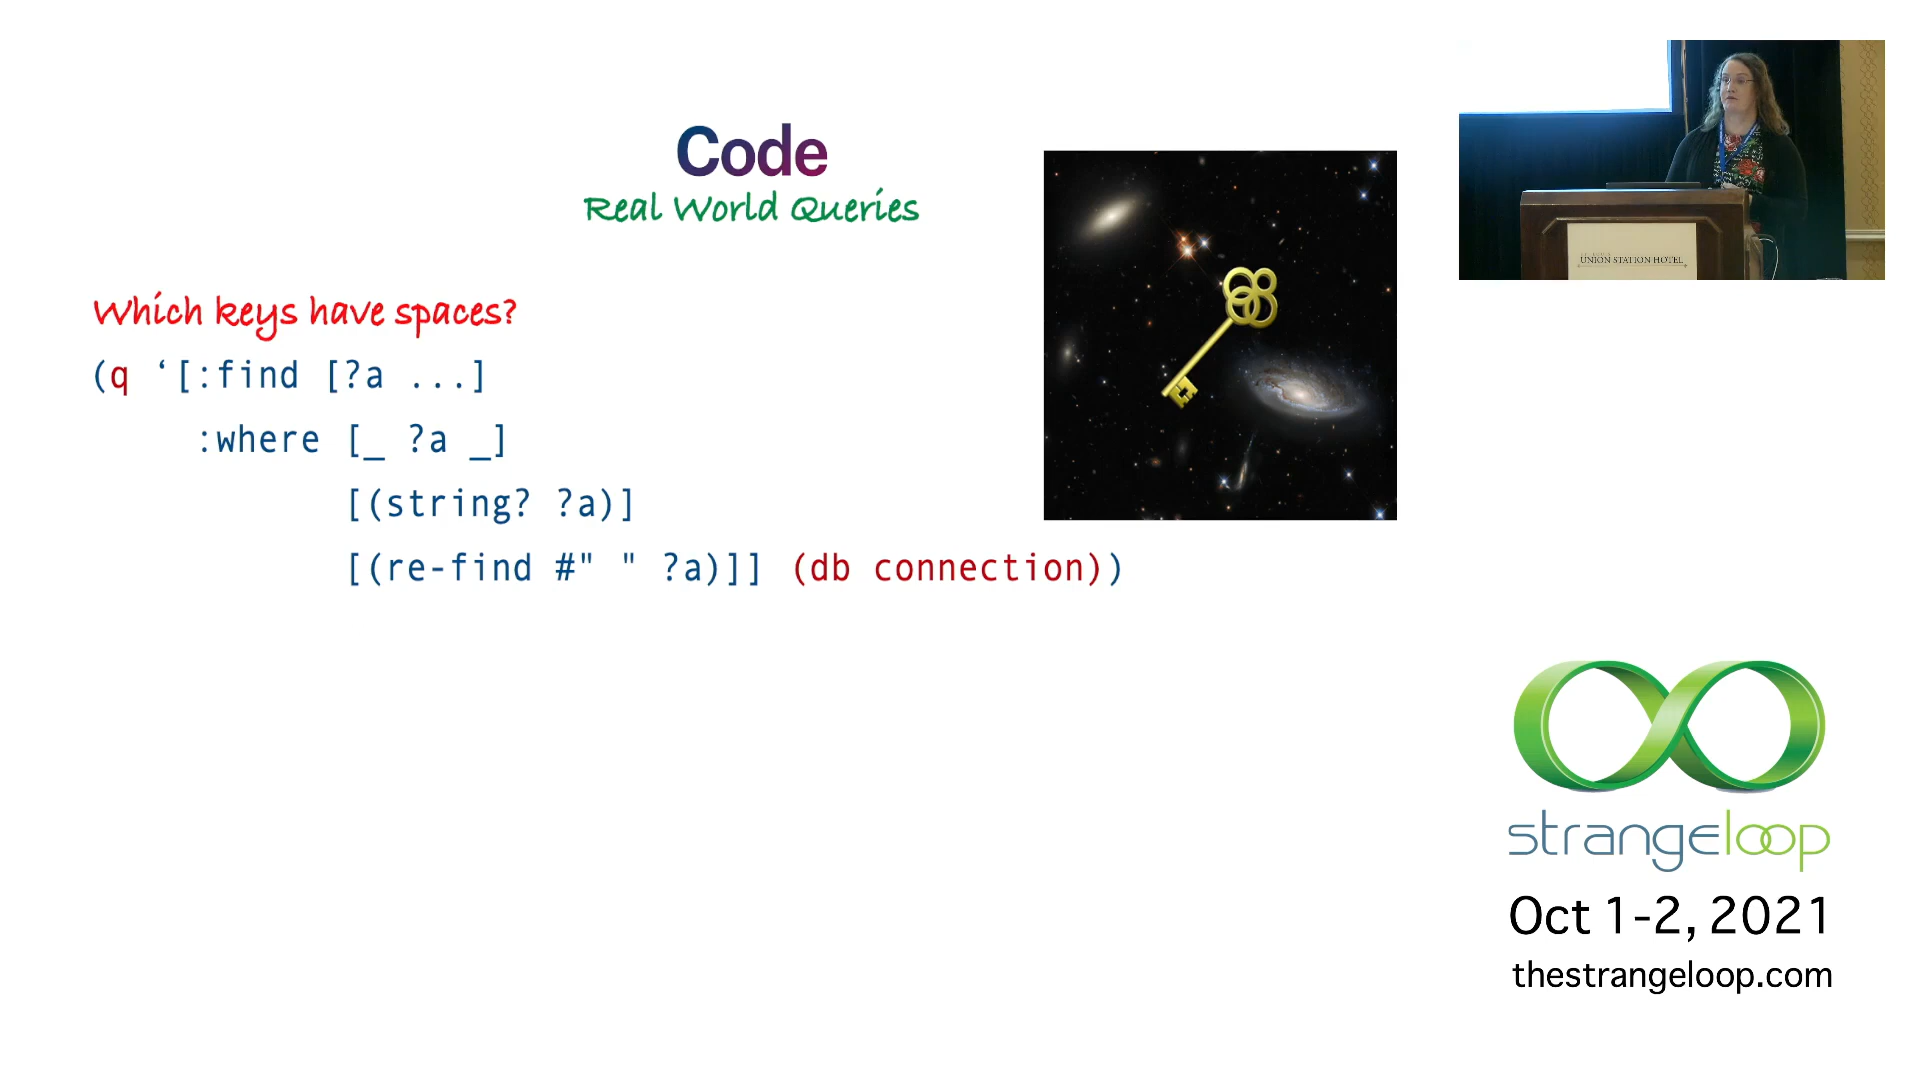 Code
Real World Queries
Which keys have spaces?
(q ‘[:find [?a ...]
:where [_ ?a _]
[(string? ?a)]
[(re-find #" " ?a)]] (db connection))
UNION STATION HOTEL
strangeloop
Oct 1-2, 2021
thestrangeloop.com